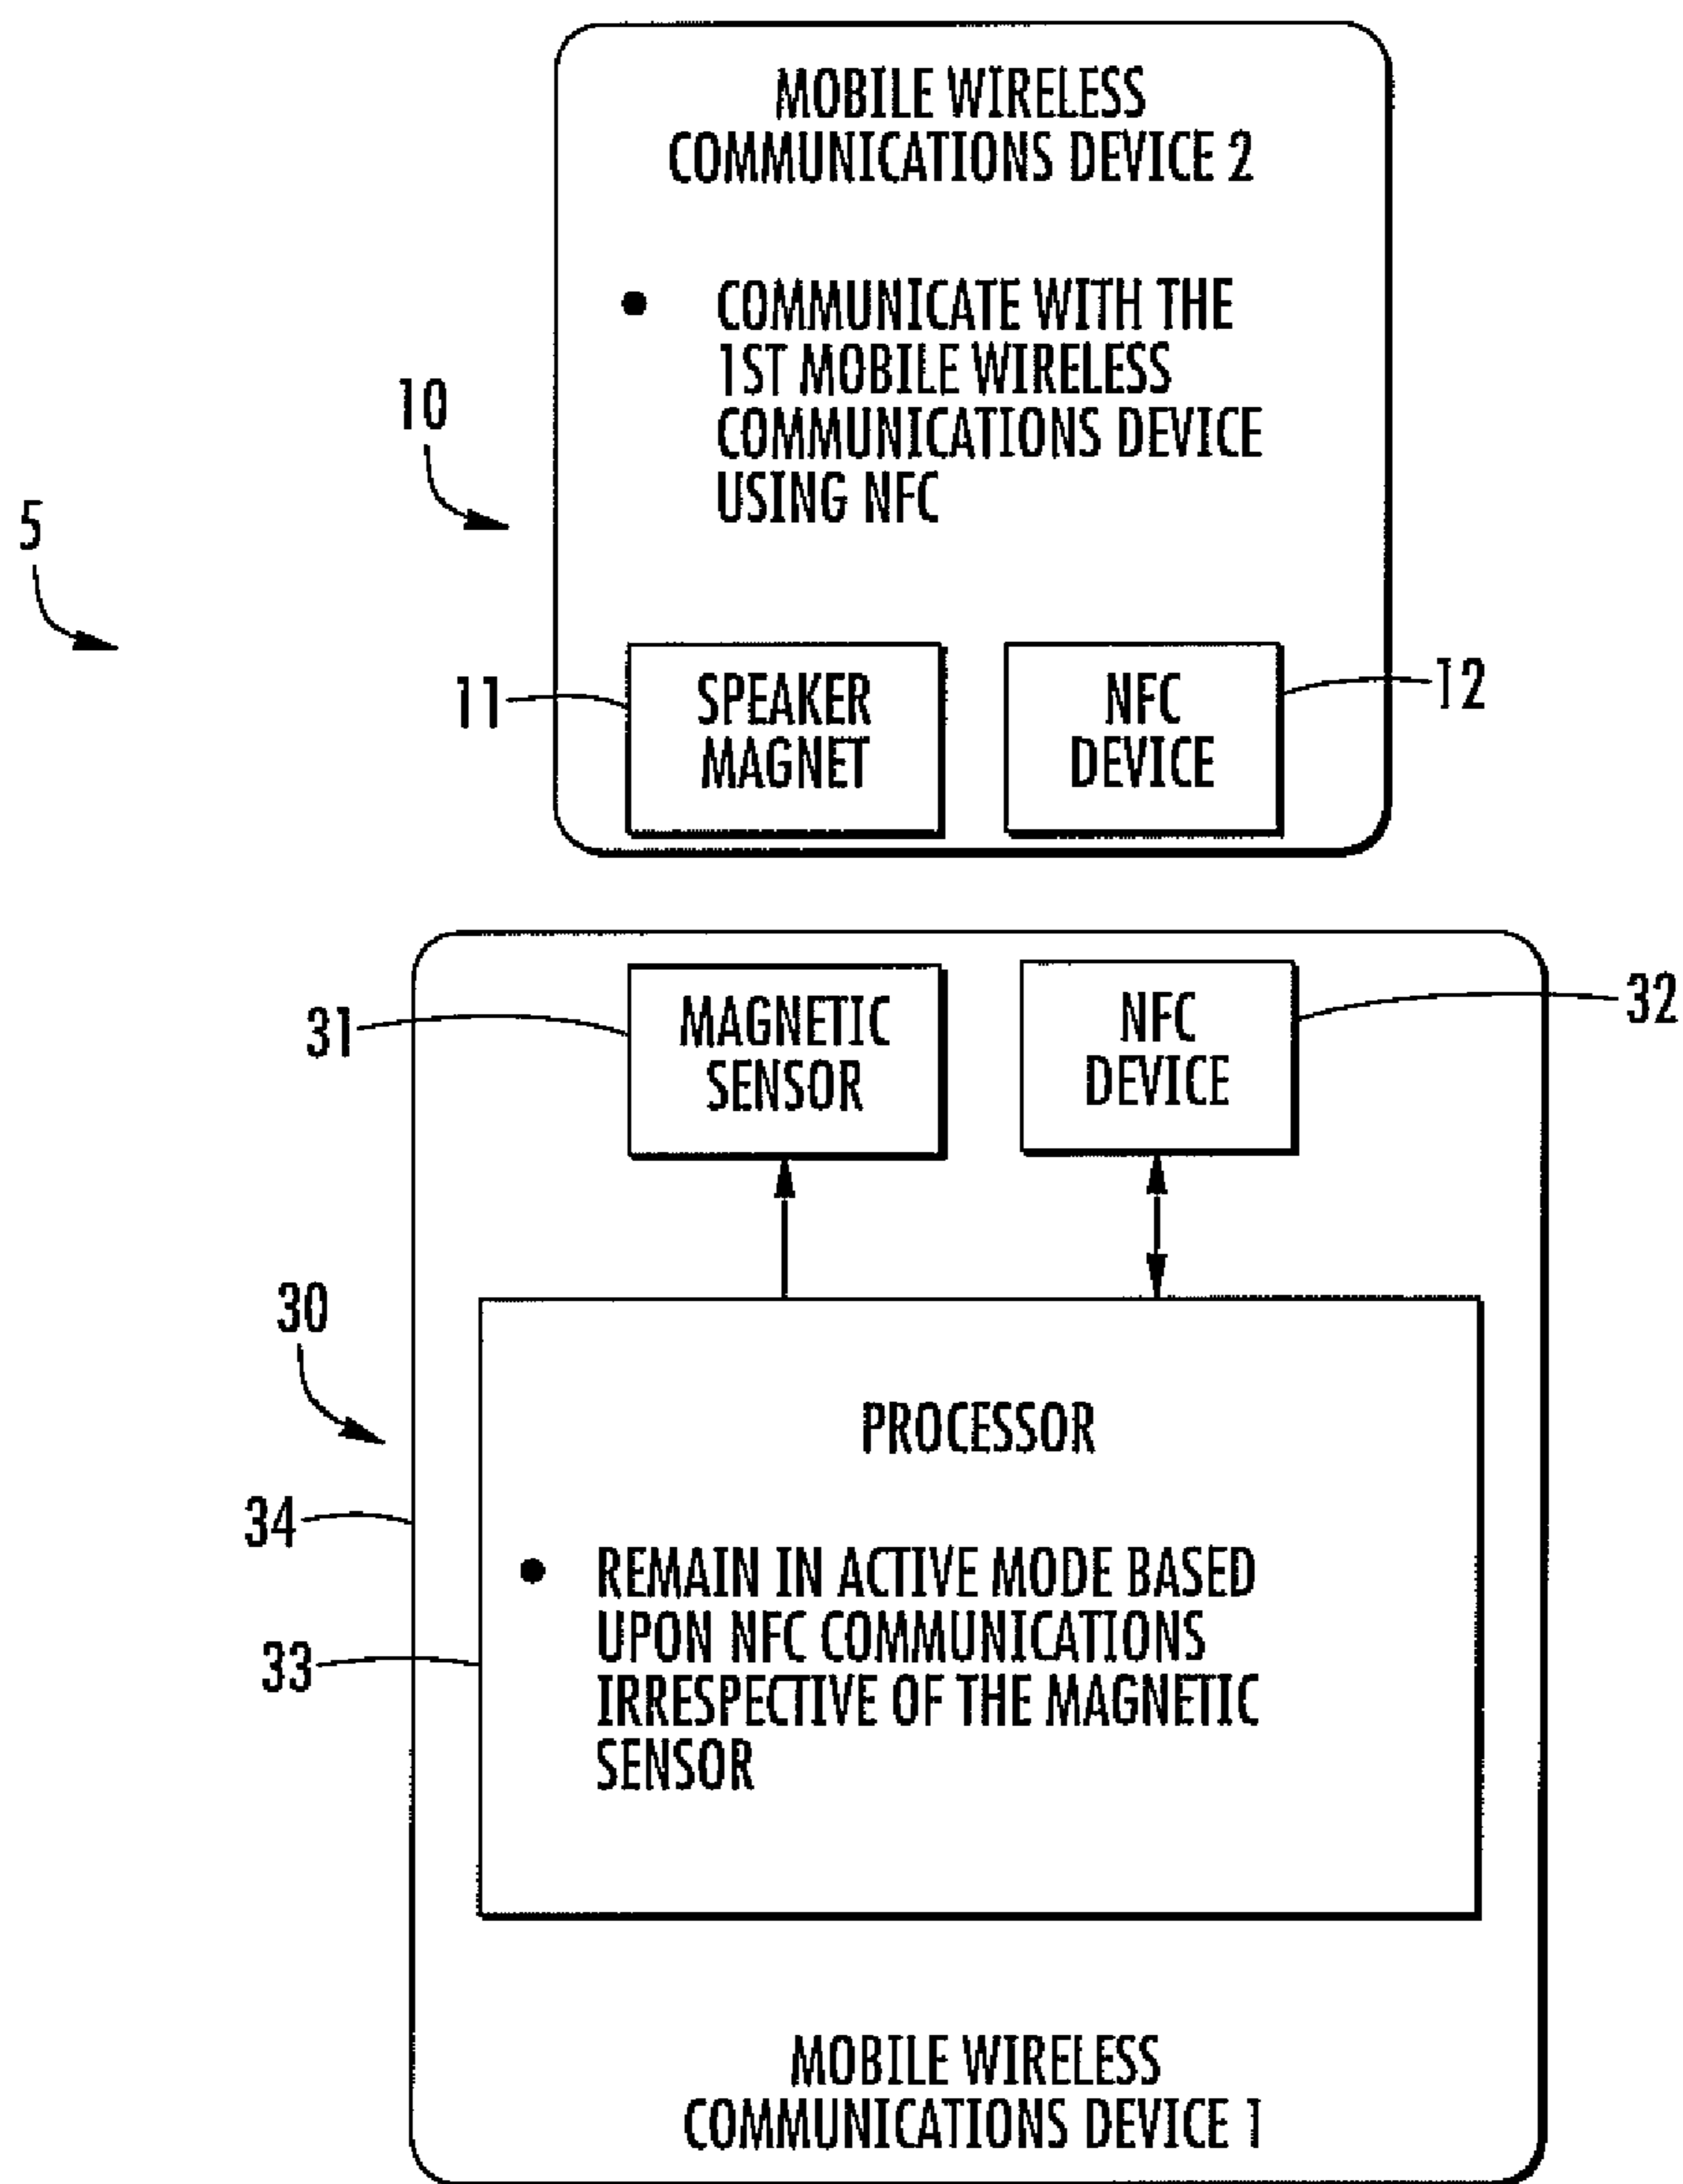 MOBILE WIRELESS
COMMUNICATIONS DEVICE 2
• COMMUNICATE WITH THE
1ST MOBILE WIRELESS
COMMUNICATIONS DEVICE
USING NFC
10
5
11
SPEAKER
MAGNET
NFC
DEVICE
12
31
MAGNETIC
SENSOR
NFC
DEVICE
32
30
PROCESSOR
34
• REMAIN IN ACTIVE MODE BASED
UPON NFC COMMUNICATIONS
IRRESPECTIVE OF THE MAGNETIC
SENSOR
33
MOBILE WIRELESS
COMMUNICATIONS DEVICE 1